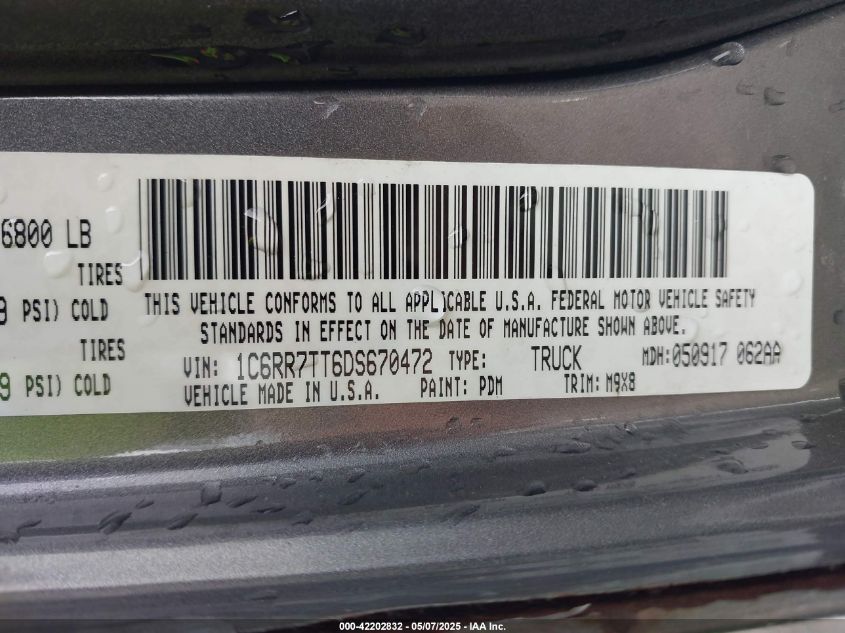 6800 LB
TIRES
9 PSI) COLD
9 PSI) COLD
THIS VEHICLE CONFORMS TO ALL APPLICABLE U.S.A. FEDERAL MOTOR VEHICLE SAFETY
STANDARDS IN EFFECT ON THE DATE OF MANUFACTURE SHOWN ABOVE.
VIN: 1C6RR7TT6DS670472 TYPE: TRUCK MDH: 050917 062AA
VEHICLE MADE IN U.S.A. PAINT: PDM TRIM: M9X8
000-42202832 - 05/07/2025 - IAA Inc.